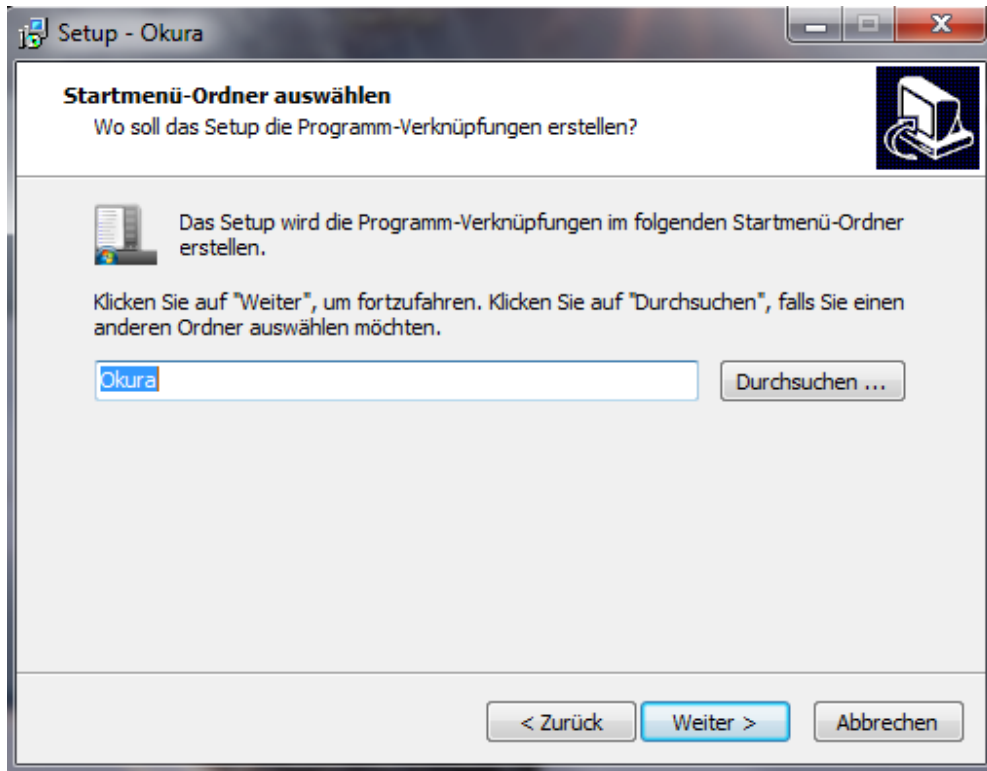 Setup - Okura
Startmenü-Ordner auswählen
Wo soll das Setup die Programm-Verknüpfungen erstellen?
Das Setup wird die Programm-Verknüpfungen im folgenden Startmenü-Ordner
erstellen.
Klicken Sie auf "Weiter", um fortzufahren. Klicken Sie auf "Durchsuchen", falls Sie einen
anderen Ordner auswählen möchten.
Okura
Durchsuchen ...
< Zurück
Weiter >
Abbrechen